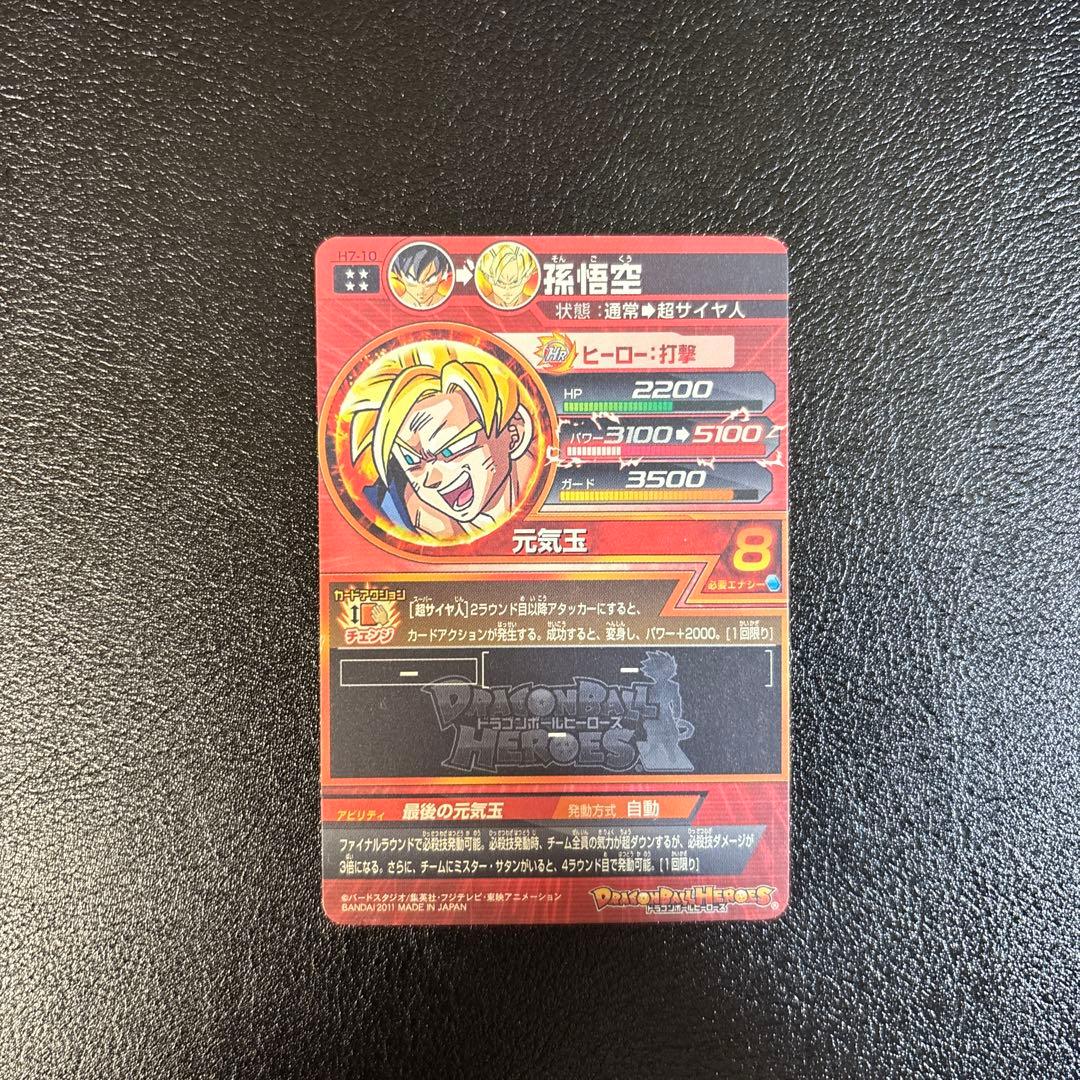 H7-10
孫悟空
そんごくう
状態:通常➡超サイヤ人
HR ヒーロー:打撃
HP 2200
パワー 3100➡5100
ガード 3500
元気玉
8
必要エナジー
カードアクション
チェンジ
[超サイヤ人]2ラウンド目以降アタッカーにすると、
カードアクションが発生する。成功すると、変身し、パワー+2000。[1回限り]
ー
ー
DRAGONBALL
ドラゴンボールヒーローズ
HEROES
ー
アビリティ 最後の元気玉 発動方式 自動
ファイナルラウンドで必殺技発動可能。必殺技発動時、チーム全員の気力が超ダウンするが、必殺技ダメージが
3倍になる。さらに、チームにミスター・サタンがいると、4ラウンド目で発動可能。[1回限り]
©バードスタジオ/集英社・フジテレビ・東映アニメーション
BANDAI 2011 MADE IN JAPAN
DRAGONBALL HEROES®
ドラゴンボールヒーローズ